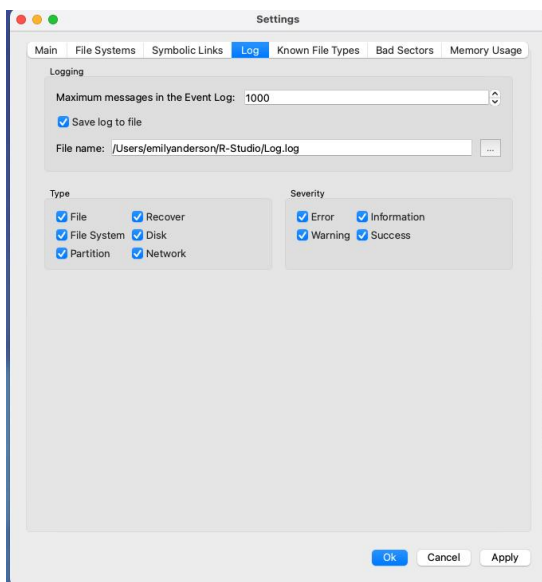 Settings
Main File Systems Symbolic Links Log Known File Types Bad Sectors Memory Usage
Logging
Maximum messages in the Event Log: 1000
Save log to file
File name: /Users/emilyanderson/R-Studio/Log.log ...
Type
File Recover
File System Disk
Partition Network
Severity
Error Information
Warning Success
Ok Cancel Apply